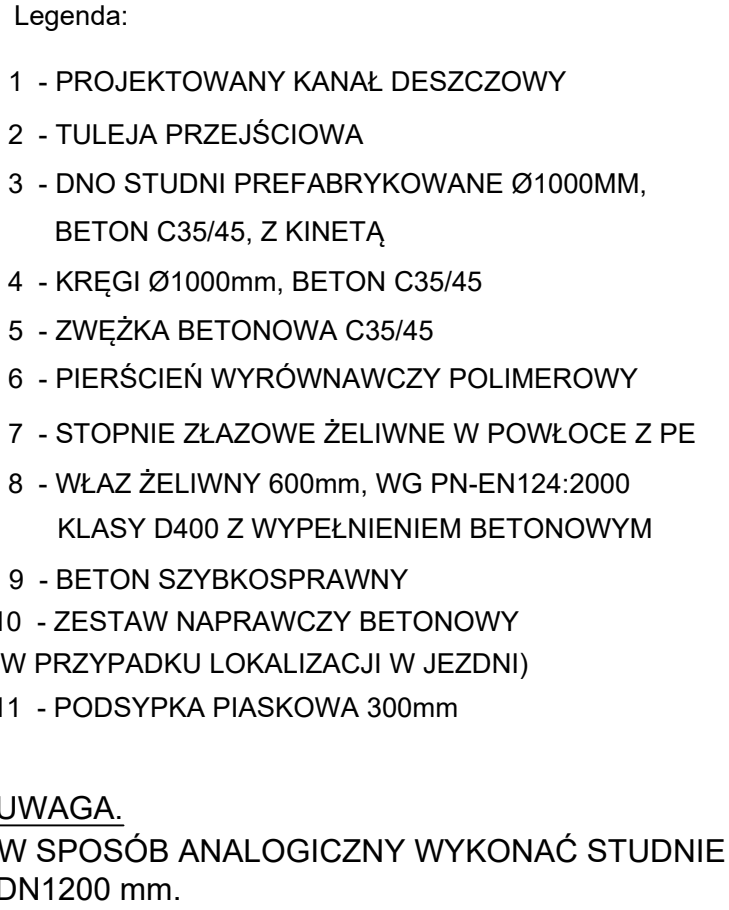 Legenda:
1 - PROJEKTOWANY KANAŁ DESZCZOWY
2 - TULEJA PRZEJŚCIOWA
3 - DNO STUDNI PREFABRYKOWANE Ø1000MM,
BETON C35/45, Z KINETĄ
4 - KRĘGI Ø1000mm, BETON C35/45
5 - ZWĘŻKA BETONOWA C35/45
6 - PIERŚCIEŃ WYRÓWNAWCZY POLIMEROWY
7 - STOPNIE ZŁAZOWE ŻELIWNE W POWŁOCE Z PE
8 - WŁAZ ŻELIWNY 600mm, WG PN-EN124:2000
KLASY D400 Z WYPEŁNIENIEM BETONOWYM
9 - BETON SZYBKOSPRAWNY
10 - ZESTAW NAPRAWCZY BETONOWY
W PRZYPADKU LOKALIZACJI W JEZDNI)
11 - PODSYPKA PIASKOWA 300mm
UWAGA.
W SPOSÓB ANALOGICZNY WYKONAĆ STUDNIE
DN1200 mm.